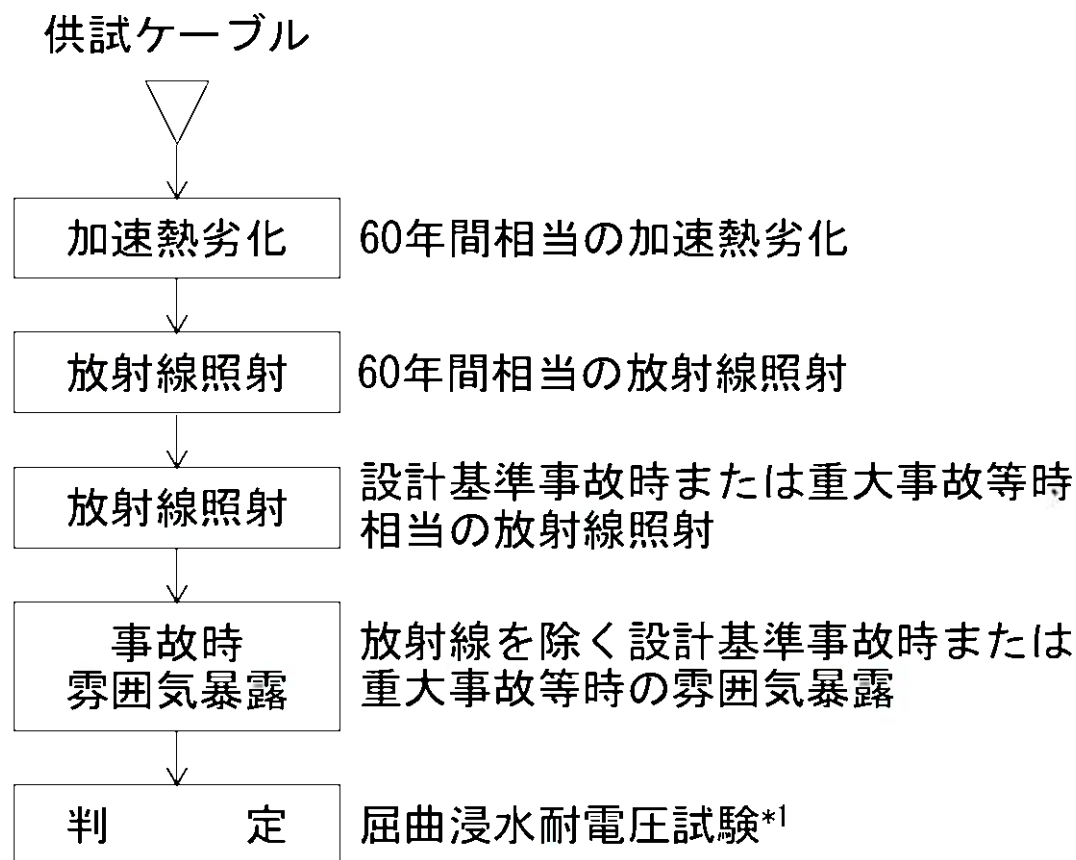 供試ケーブル
加速熱劣化 60年間相当の加速熱劣化
放射線照射 60年間相当の放射線照射
放射線照射 設計基準事故時または重大事故等時
相当の放射線照射
事故時 放射線を除く設計基準事故時または
雰囲気暴露 重大事故等時の雰囲気暴露
判 定 屈曲浸水耐電圧試験*1